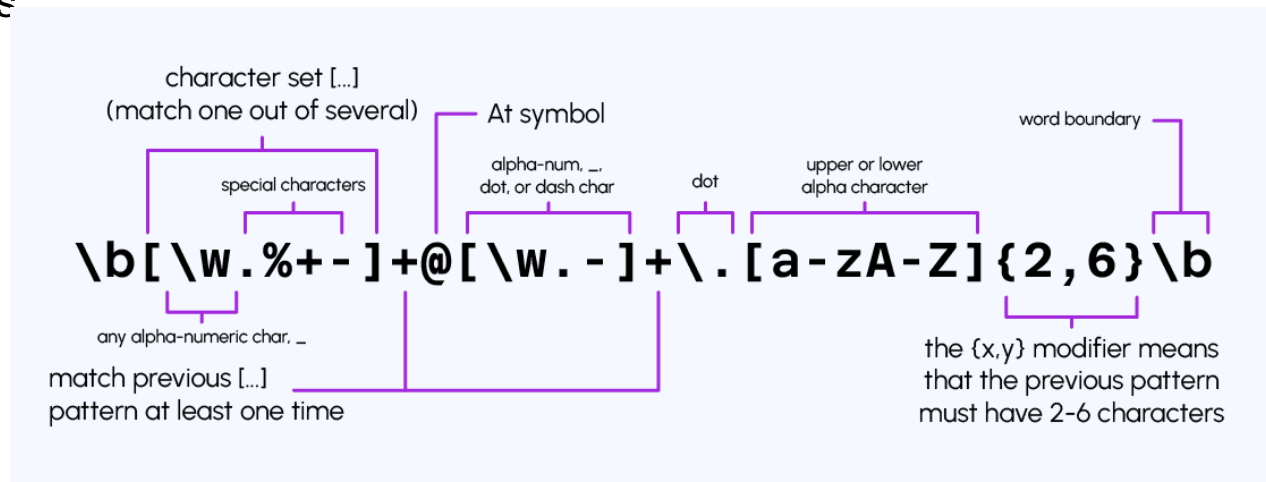 character set [...]
(match one out of several)
At symbol
word boundary
special characters
alpha-num, _,
dot, or dash char
dot
upper or lower
alpha character
\b[\w.%+-]+@[\w.-]+\.[a-zA-Z]{2,6}\b
any alpha-numeric char, _
match previous [...]
pattern at least one time
the {x,y} modifier means
that the previous pattern
must have 2-6 characters